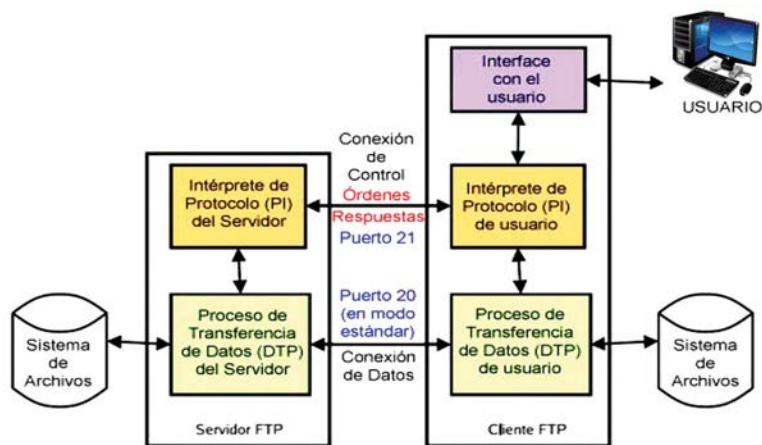 Interface
con el
usuario
USUARIO
Conexión
de
Control
Órdenes
Respuestas
Puerto 21
Intérprete de
Protocolo (PI)
del Servidor
Intérprete de
Protocolo (PI)
de usuario
Puerto 20
(en modo
estándar)
Conexión
de Datos
Sistema
de
Archivos
Proceso de
Transferencia
de Datos (DTP)
del Servidor
Proceso de
Transferencia
de Datos (DTP)
de usuario
Sistema
de
Archivos
Servidor FTP
Cliente FTP